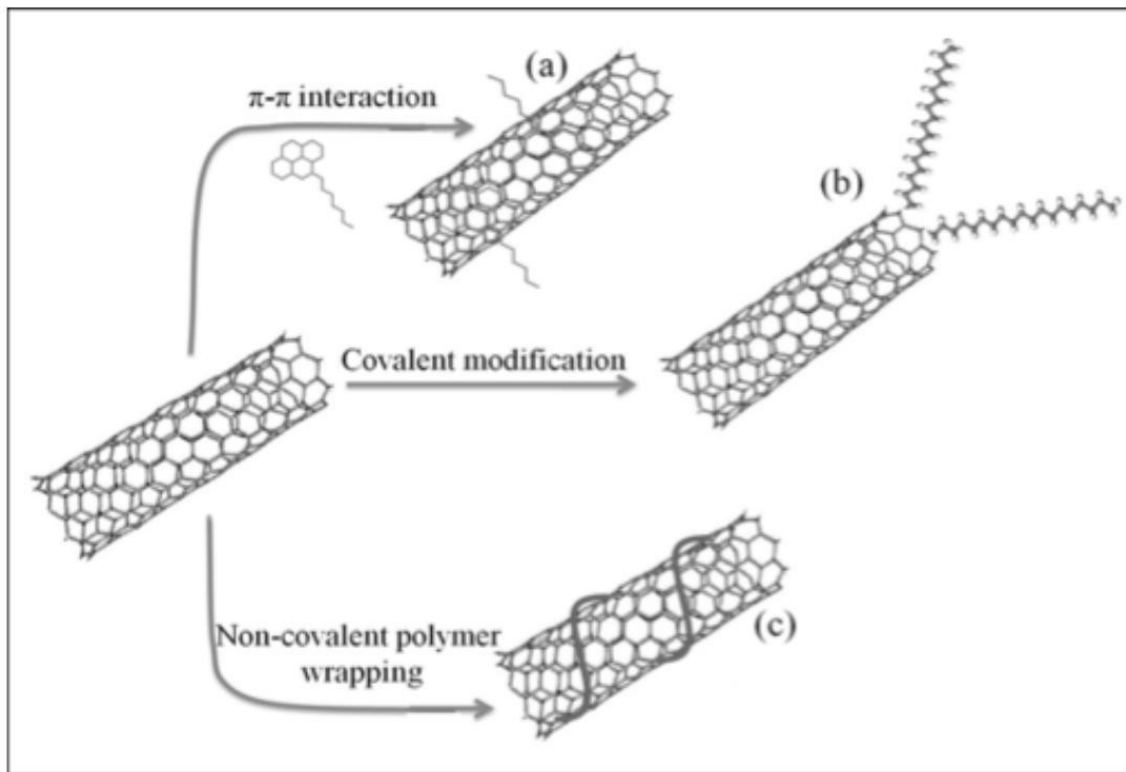 (a)
π-π interaction
(b)
Covalent modification
Non-covalent polymer
wrapping
(c)